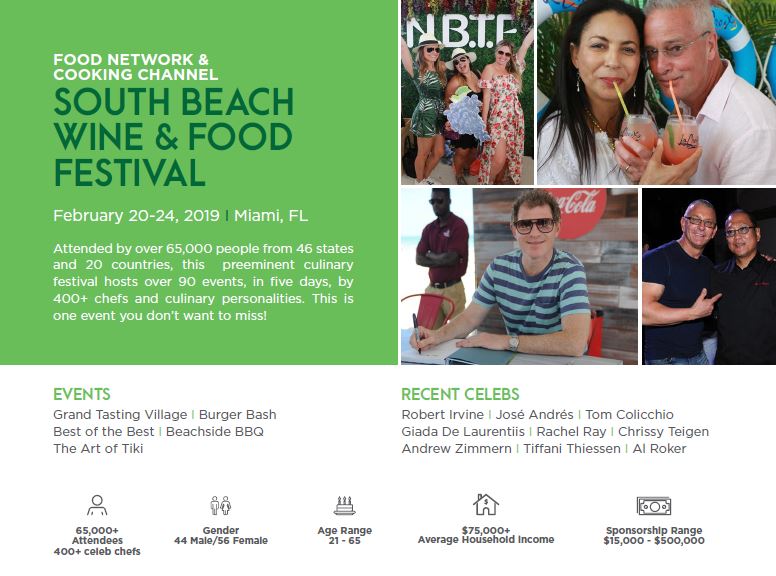 FOOD NETWORK &
COOKING CHANNEL
SOUTH BEACH
WINE & FOOD
FESTIVAL
February 20-24, 2019 | Miami, FL
Attended by over 65,000 people from 46 states
and 20 countries, this preeminent culinary
festival hosts over 90 events, in five days, by
400+ chefs and culinary personalities. This is
one event you don't want to miss!
N.B.T.F
Coca-Cola
EVENTS
Grand Tasting Village | Burger Bash
Best of the Best | Beachside BBQ
The Art of Tiki
RECENT CELEBS
Robert Irvine | José Andrés | Tom Colicchio
Giada De Laurentiis | Rachel Ray | Chrissy Teigen
Andrew Zimmern | Tiffani Thiessen | Al Roker
65,000+
Attendees
400+ celeb chefs
Gender
44 Male/56 Female
Age Range
21 - 65
$75,000+
Average Household Income
Sponsorship Range
$15,000 - $500,000